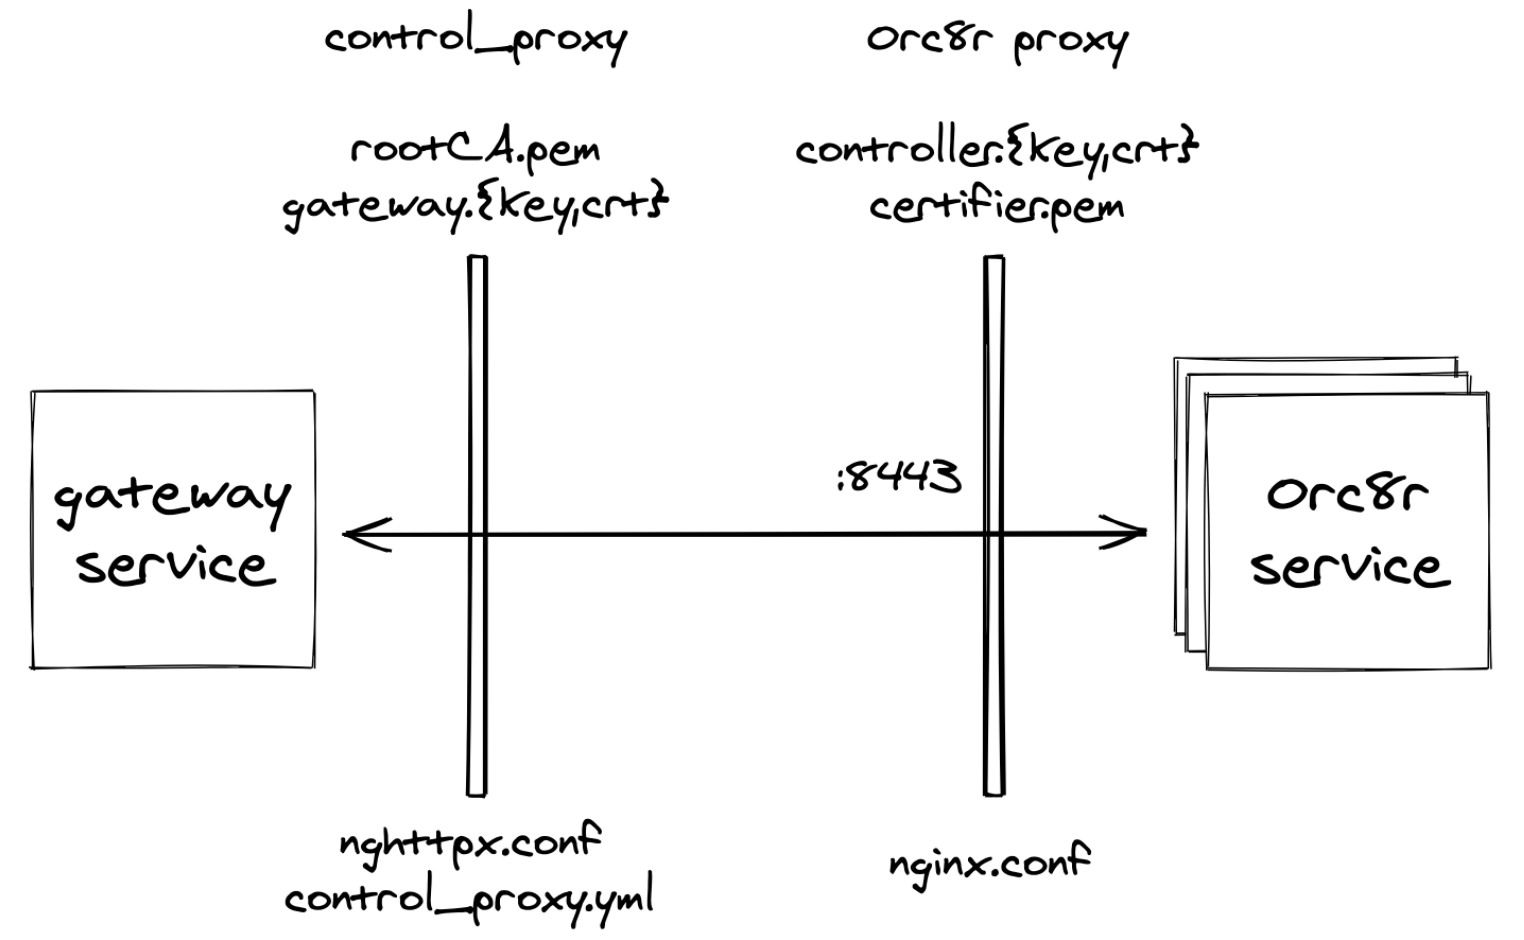 control_proxy
Orc8r proxy
rootCA.pem
gateway.{key,crt}
controller.{key,crt}
certifier.pem
:8443
gateway
service
Orc8r
service
nghttpx.conf
control_proxy.yml
nginx.conf